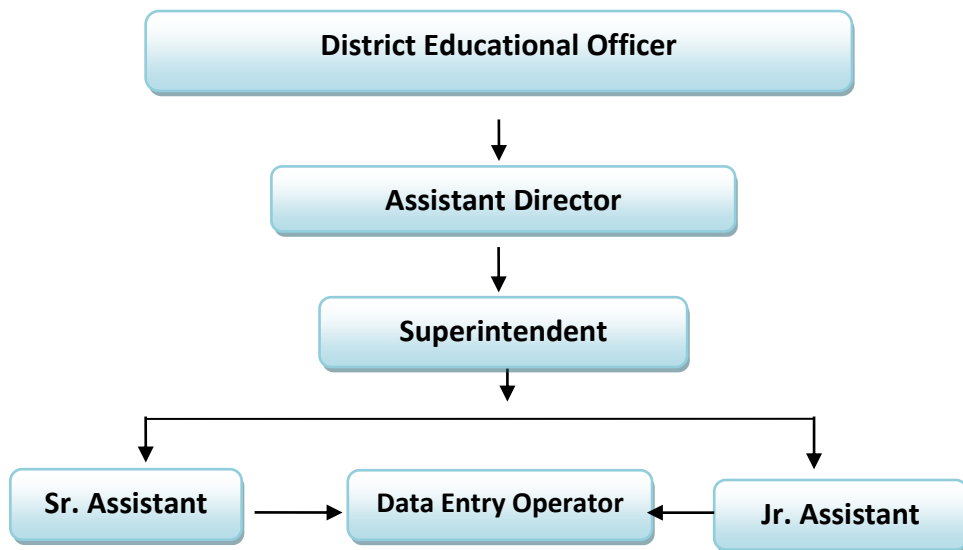 District Educational Officer
Assistant Director
Superintendent
Sr. Assistant
Data Entry Operator
Jr. Assistant